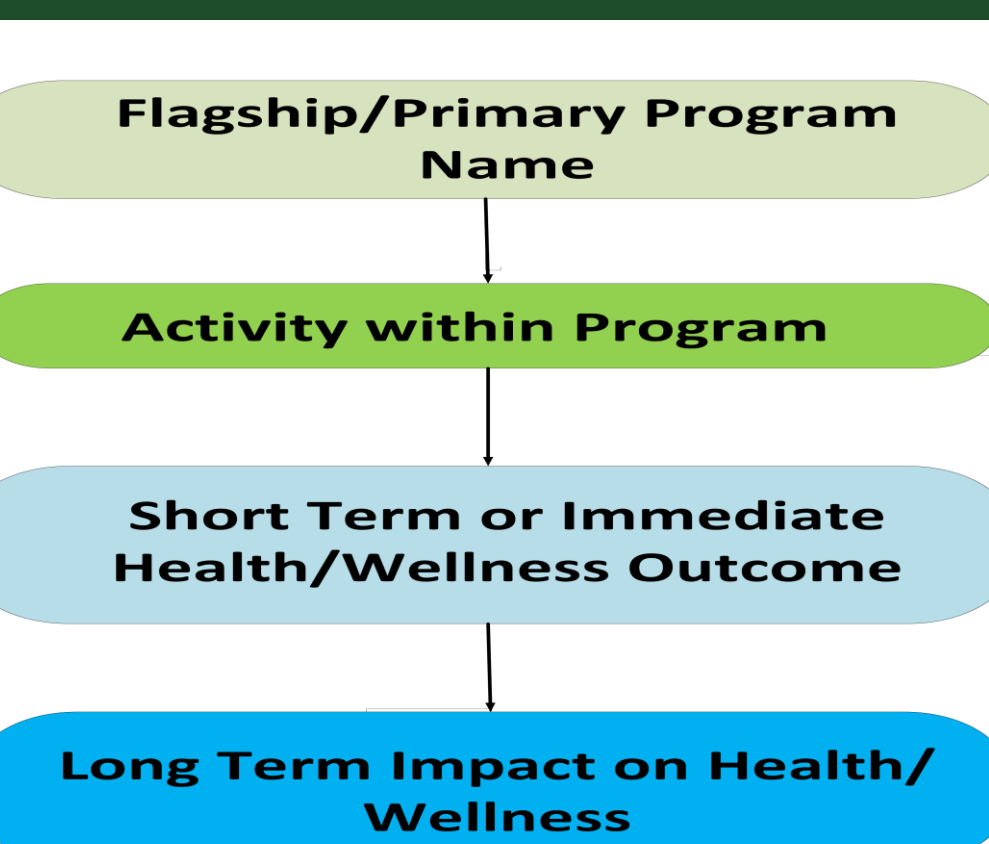 Flagship/Primary Program
Name
Activity within Program
Short Term or Immediate
Health/Wellness Outcome
Long Term Impact on Health/
Wellness